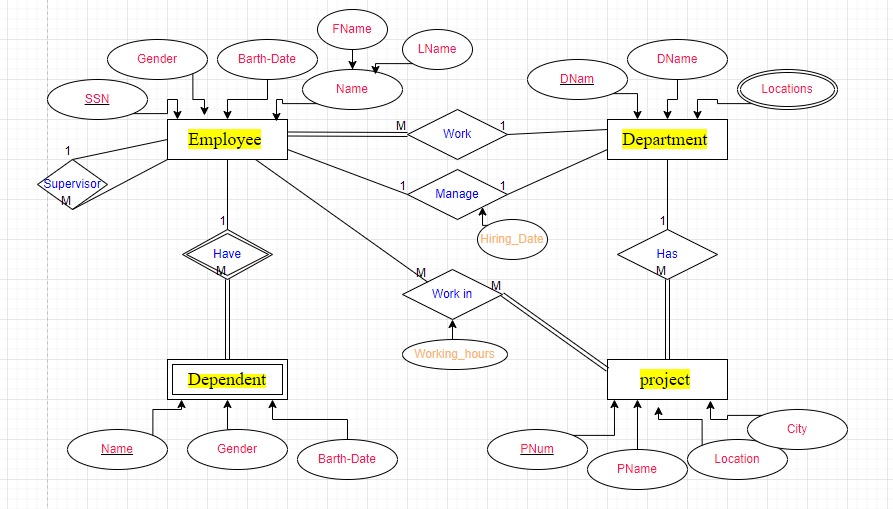 FName
LName
Gender
Barth-Date
DName
SSN
Name
DNam
Locations
Employee
M
Work
1
Department
1
Supervisor
M
1
Manage
1
Hiring_Date
1
Have
M
1
Has
M
M
Work in
M
Working_hours
Dependent
project
Name
Gender
Barth-Date
PNum
PName
Location
City